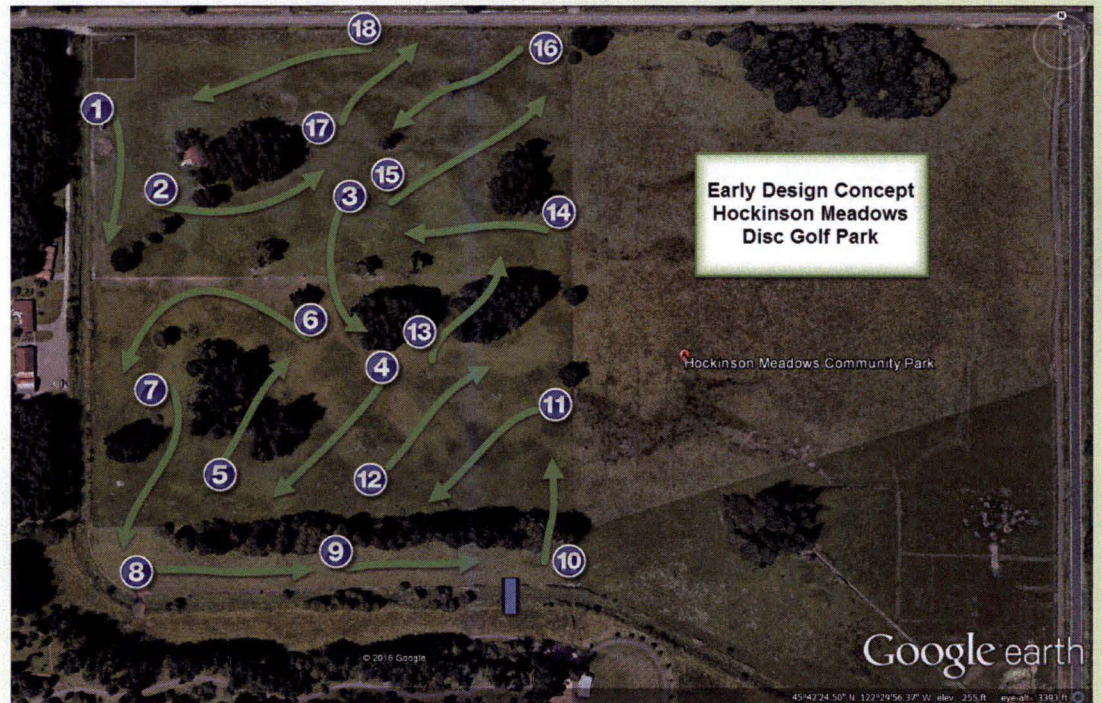 18
16
1
17
2
15
3
14
Early Design Concept
Hockinson Meadows
Disc Golf Park
N
6
13
4
7
11
5
12
Hockinson Meadows Community Park
9
8
10
© 2016 Google
Google earth
45°42'24.50" N 122°29'56.37" W elev 255 ft eye alt 3393 ft